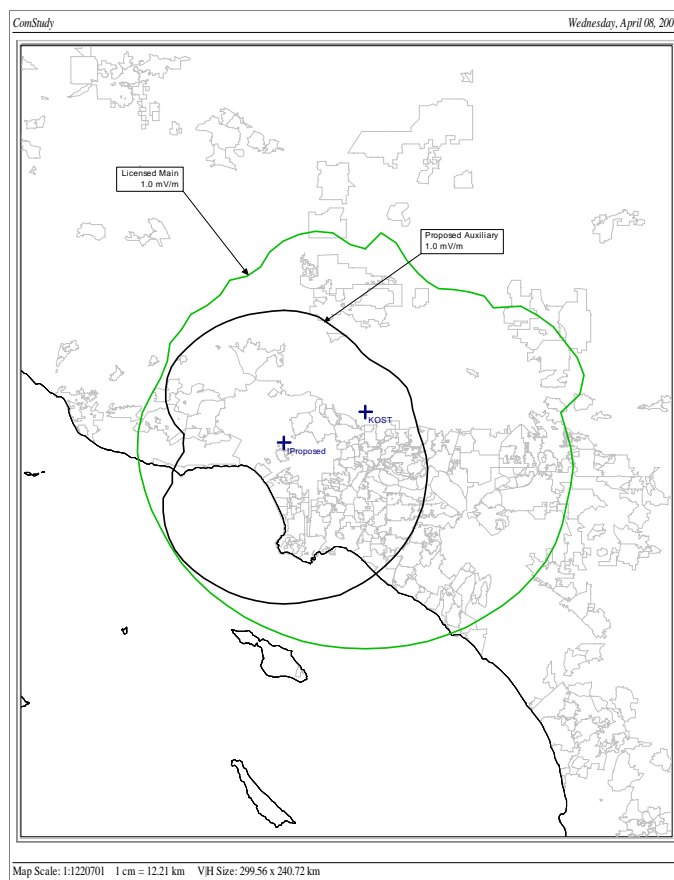 ComStudy
Wednesday, April 08, 200
Licensed Main
1.0 mV/m
Proposed Auxiliary
1.0 mV/m
KOST
!Proposed
Map Scale: 1:1220701 1 cm = 12.21 km V|H Size: 299.56 x 240.72 km